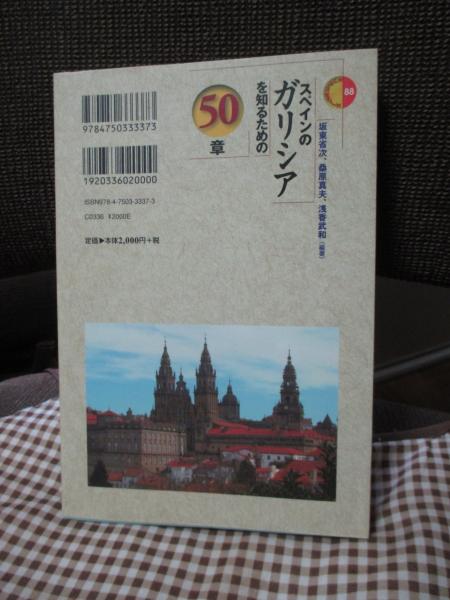 88
スペインの
ガリシア
を知るための
50
章
坂東省次、桑原真夫、浅香武和
9784750333373
1920336020000
ISBN978-4-7503-3337-3
C0336 ¥2000E
定価▶本体2,000円+税